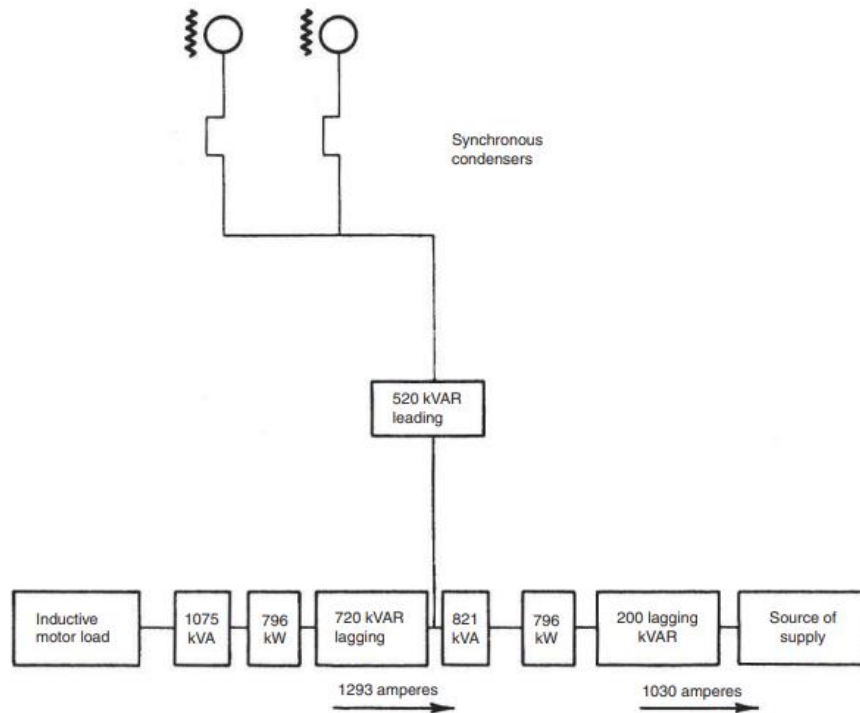 Synchronous
condensers
520 kVAR
leading
Inductive
motor load
1075
kVA
796
kW
720 kVAR
lagging
821
kVA
796
kW
200 lagging
kVAR
Source of
supply
1293 amperes
1030 amperes